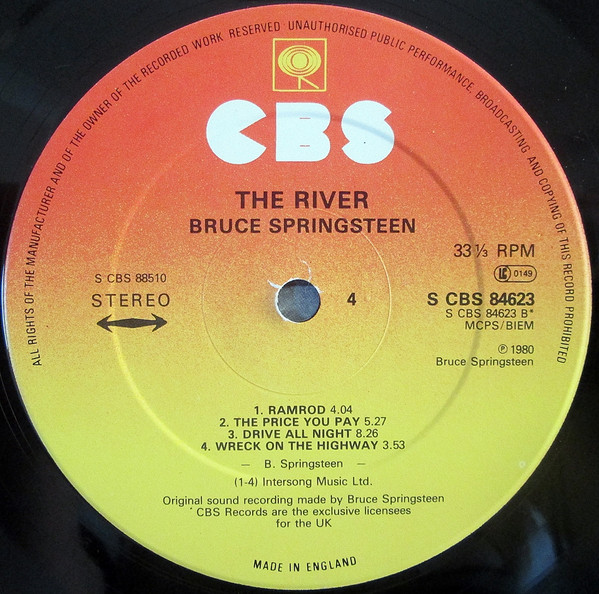 ALL RIGHTS OF THE MANUFACTURER AND OF THE OWNER OF THE RECORDED WORK RESERVED UNAUTHORISED PUBLIC PERFORMANCE, BROADCASTING AND COPYING OF THIS RECORD PROHIBITED
CBS
THE RIVER
BRUCE SPRINGSTEEN
33⅓ RPM
S CBS 88510
LC 0149
STEREO
4
S CBS 84623
S CBS 84623 B*
MCPS/BIEM
℗ 1980
Bruce Springsteen
1. RAMROD 4.04
2. THE PRICE YOU PAY 5.27
3. DRIVE ALL NIGHT 8.26
4. WRECK ON THE HIGHWAY 3.53
— B. Springsteen —
(1-4) Intersong Music Ltd.
Original sound recording made by Bruce Springsteen
CBS Records are the exclusive licensees
for the UK
MADE IN ENGLAND